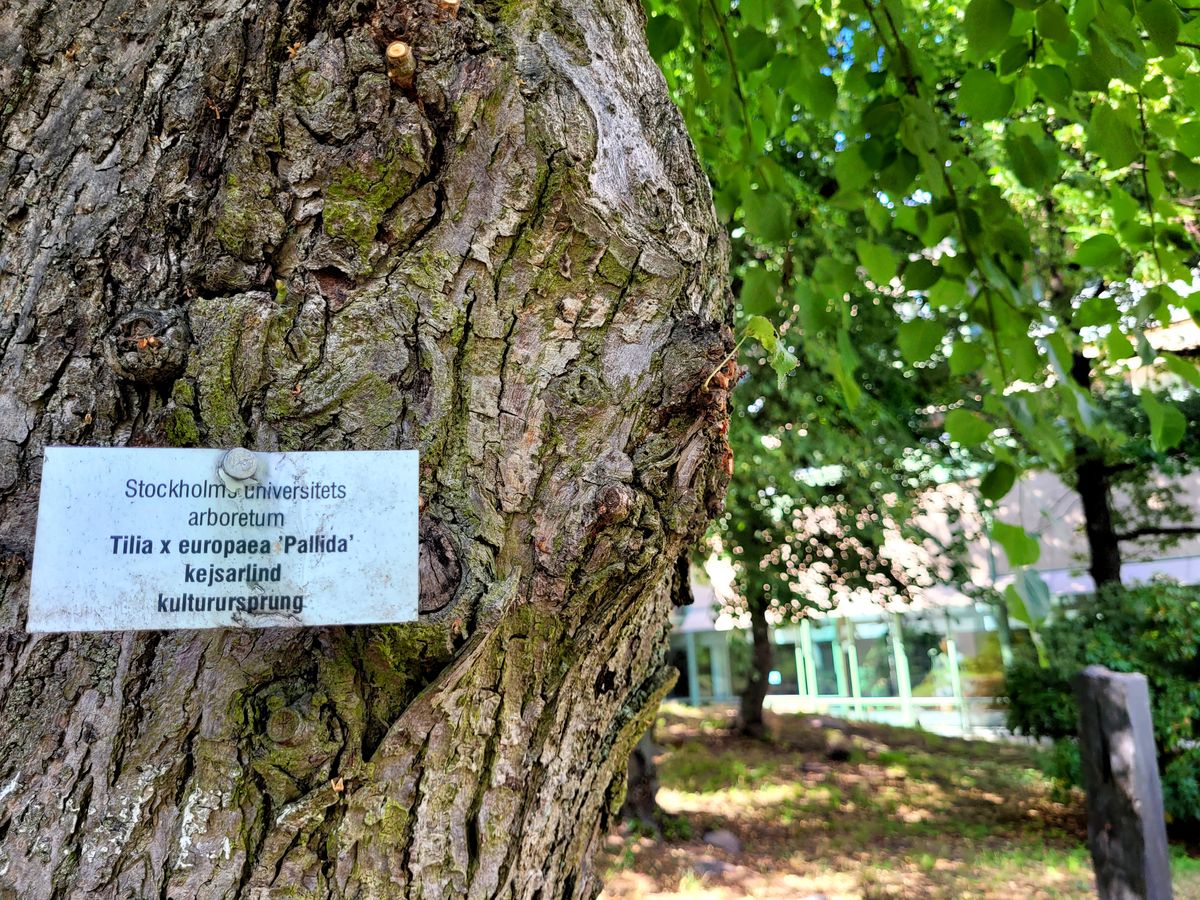 Stockholms universitets
arboretum
Tilia x europaea 'Pallida'
kejsarlind
kulturursprung